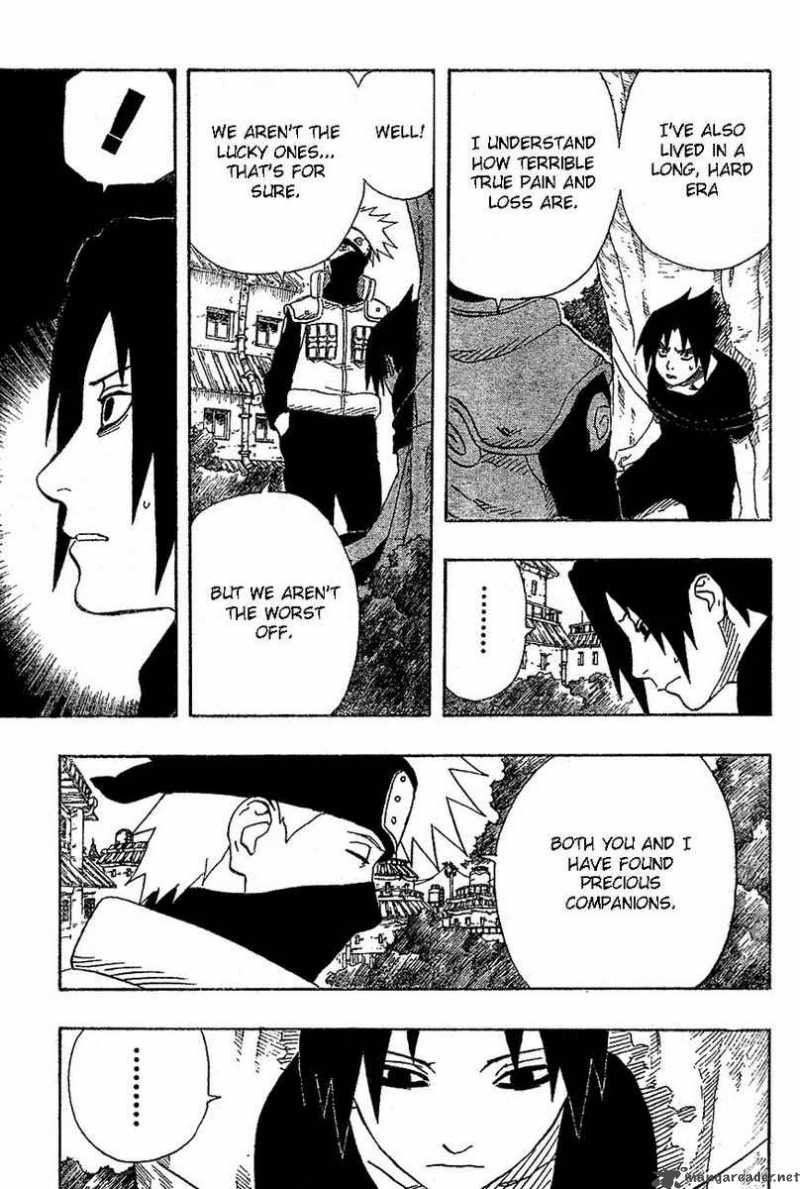 I'VE ALSO
LIVED IN A
LONG, HARD
ERA
I UNDERSTAND
HOW TERRIBLE
TRUE PAIN AND
LOSS ARE.
WELL!
WE AREN'T THE
LUCKY ONES...
THAT'S FOR
SURE.
BUT WE AREN'T
THE WORST
OFF.
!
........
BOTH YOU AND I
HAVE FOUND
PRECIOUS
COMPANIONS.
.........
mangareader.net